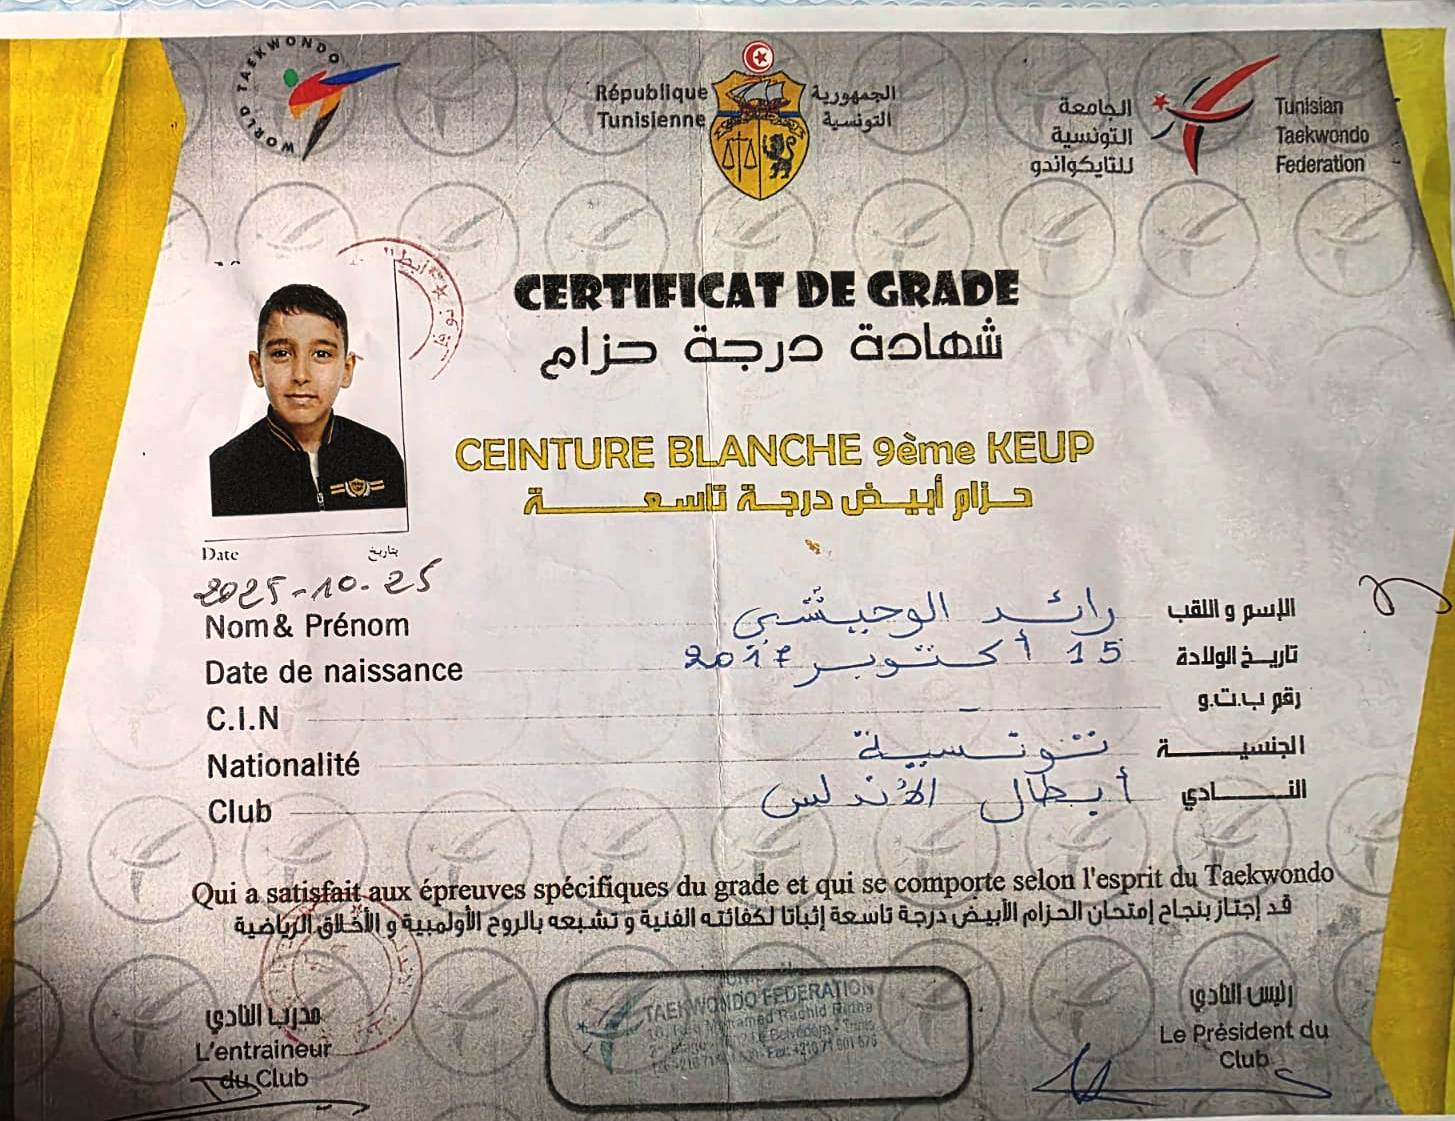 WORLD TAEKWONDO
République
Tunisienne
الجمهورية
التونسية
الجامعة
التونسية
للتايكواندو
Tunisian
Taekwondo
Federation
CERTIFICAT DE GRADE
شهادة درجة حزام
CEINTURE BLANCHE 9ème KEUP
حزام أبيض درجة تاسعة
Date بتاريخ
2025-10-25
Nom& Prénom رائد الوحيشي الإسم و اللقب
Date de naissance 15 أكتوبر 2017 تاريخ الولادة
C.I.N - رقم ب.ت.و
Nationalité تونسية الجنسية
Club أبطال الأندلس النادي
Qui a satisfait aux épreuves spécifiques du grade et qui se comporte selon l'esprit du Taekwondo
قد إجتاز بنجاح إمتحان الحزام الأبيض درجة تاسعة إثباتا لكفائته الفنية و تشبعه بالروح الأولمبية و الأخلاق الرياضية
مدرب النادي
L'entraineur
du Club
TAEKWONDO FEDERATION
رئيس النادي
Le Président du
Club